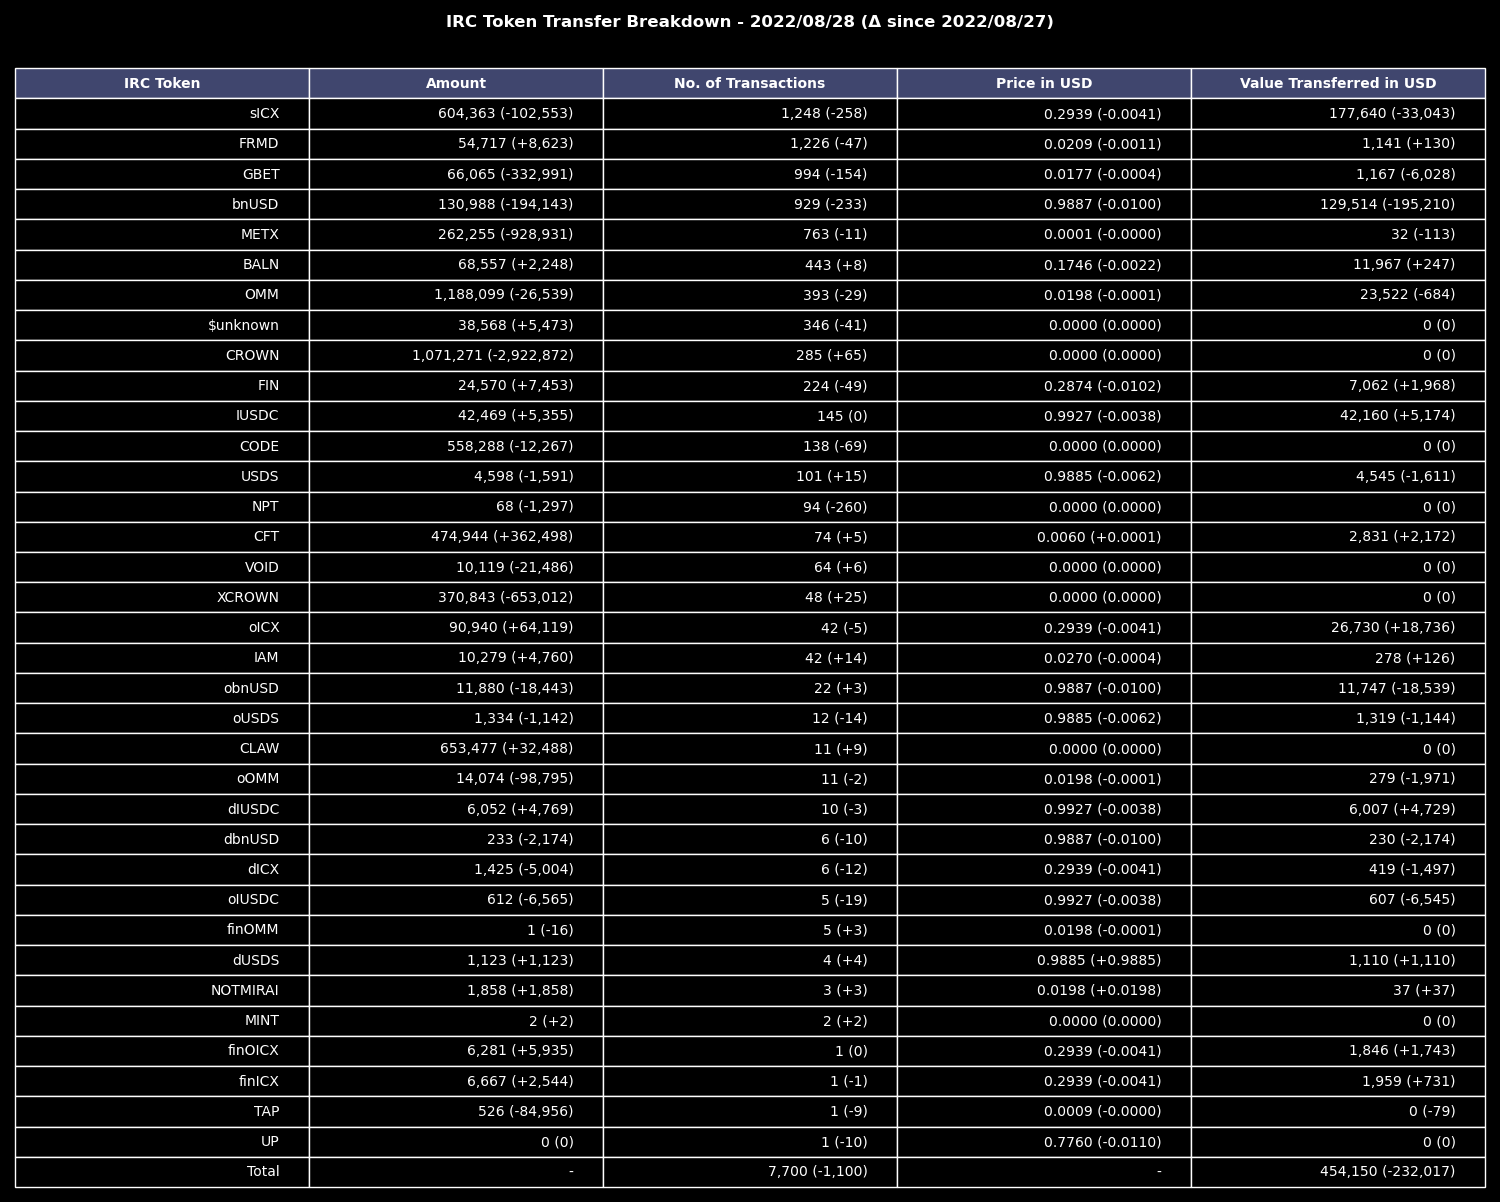 IRC Token Transfer Breakdown - 2022/08/28 (Δ since 2022/08/27)
IRC Token Amount No. of Transactions Price in USD Value Transferred in USD
sICX 604,363 (-102,553) 1,248 (-258) 0.2939 (-0.0041) 177,640 (-33,043)
FRMD 54,717 (+8,623) 1,226 (-47) 0.0209 (-0.0011) 1,141 (+130)
GBET 66,065 (-332,991) 994 (-154) 0.0177 (-0.0004) 1,167 (-6,028)
bnUSD 130,988 (-194,143) 929 (-233) 0.9887 (-0.0100) 129,514 (-195,210)
METX 262,255 (-928,931) 763 (-11) 0.0001 (-0.0000) 32 (-113)
BALN 68,557 (+2,248) 443 (+8) 0.1746 (-0.0022) 11,967 (+247)
OMM 1,188,099 (-26,539) 393 (-29) 0.0198 (-0.0001) 23,522 (-684)
$unknown 38,568 (+5,473) 346 (-41) 0.0000 (0.0000) 0 (0)
CROWN 1,071,271 (-2,922,872) 285 (+65) 0.0000 (0.0000) 0 (0)
FIN 24,570 (+7,453) 224 (-49) 0.2874 (-0.0102) 7,062 (+1,968)
IUSDC 42,469 (+5,355) 145 (0) 0.9927 (-0.0038) 42,160 (+5,174)
CODE 558,288 (-12,267) 138 (-69) 0.0000 (0.0000) 0 (0)
USDS 4,598 (-1,591) 101 (+15) 0.9885 (-0.0062) 4,545 (-1,611)
NPT 68 (-1,297) 94 (-260) 0.0000 (0.0000) 0 (0)
CFT 474,944 (+362,498) 74 (+5) 0.0060 (+0.0001) 2,831 (+2,172)
VOID 10,119 (-21,486) 64 (+6) 0.0000 (0.0000) 0 (0)
XCROWN 370,843 (-653,012) 48 (+25) 0.0000 (0.0000) 0 (0)
oICX 90,940 (+64,119) 42 (-5) 0.2939 (-0.0041) 26,730 (+18,736)
IAM 10,279 (+4,760) 42 (+14) 0.0270 (-0.0004) 278 (+126)
obnUSD 11,880 (-18,443) 22 (+3) 0.9887 (-0.0100) 11,747 (-18,539)
oUSDS 1,334 (-1,142) 12 (-14) 0.9885 (-0.0062) 1,319 (-1,144)
CLAW 653,477 (+32,488) 11 (+9) 0.0000 (0.0000) 0 (0)
oOMM 14,074 (-98,795) 11 (-2) 0.0198 (-0.0001) 279 (-1,971)
dIUSDC 6,052 (+4,769) 10 (-3) 0.9927 (-0.0038) 6,007 (+4,729)
dbnUSD 233 (-2,174) 6 (-10) 0.9887 (-0.0100) 230 (-2,174)
dICX 1,425 (-5,004) 6 (-12) 0.2939 (-0.0041) 419 (-1,497)
oIUSDC 612 (-6,565) 5 (-19) 0.9927 (-0.0038) 607 (-6,545)
finOMM 1 (-16) 5 (+3) 0.0198 (-0.0001) 0 (0)
dUSDS 1,123 (+1,123) 4 (+4) 0.9885 (+0.9885) 1,110 (+1,110)
NOTMIRAI 1,858 (+1,858) 3 (+3) 0.0198 (+0.0198) 37 (+37)
MINT 2 (+2) 2 (+2) 0.0000 (0.0000) 0 (0)
finOICX 6,281 (+5,935) 1 (0) 0.2939 (-0.0041) 1,846 (+1,743)
finICX 6,667 (+2,544) 1 (-1) 0.2939 (-0.0041) 1,959 (+731)
TAP 526 (-84,956) 1 (-9) 0.0009 (-0.0000) 0 (-79)
UP 0 (0) 1 (-10) 0.7760 (-0.0110) 0 (0)
Total - 7,700 (-1,100) - 454,150 (-232,017)